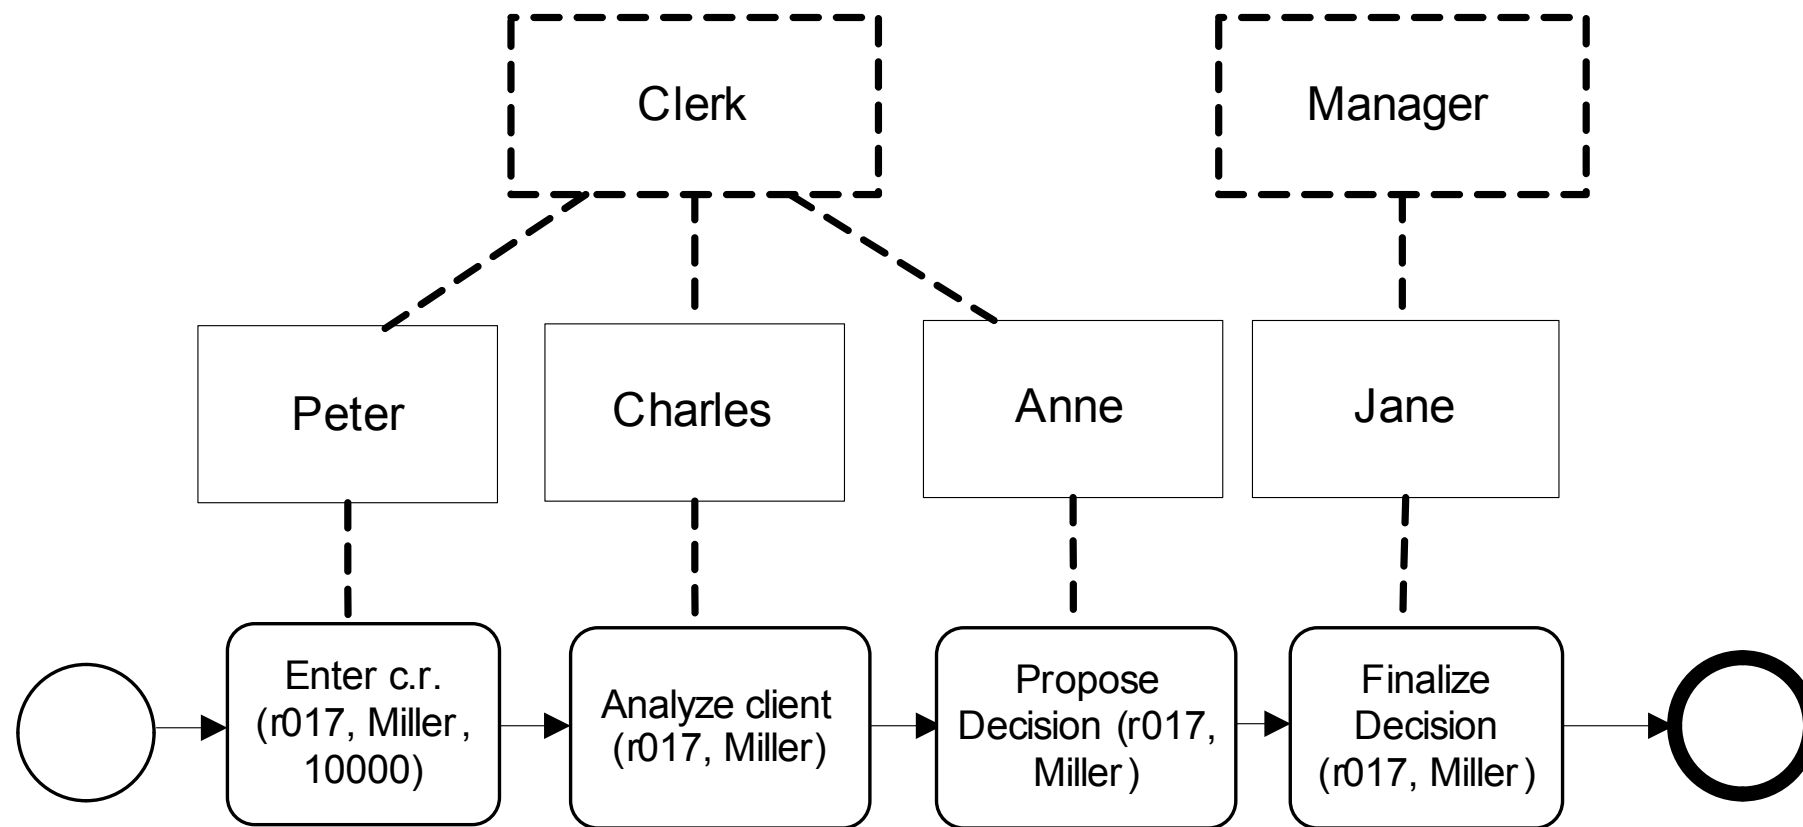 Clerk
Manager
Peter
Charles
Anne
Jane
Enter c.r.
(r017, Miller,
10000)
Analyze client
(r017, Miller)
Propose
Decision (r017,
Miller)
Finalize
Decision
(r017, Miller)